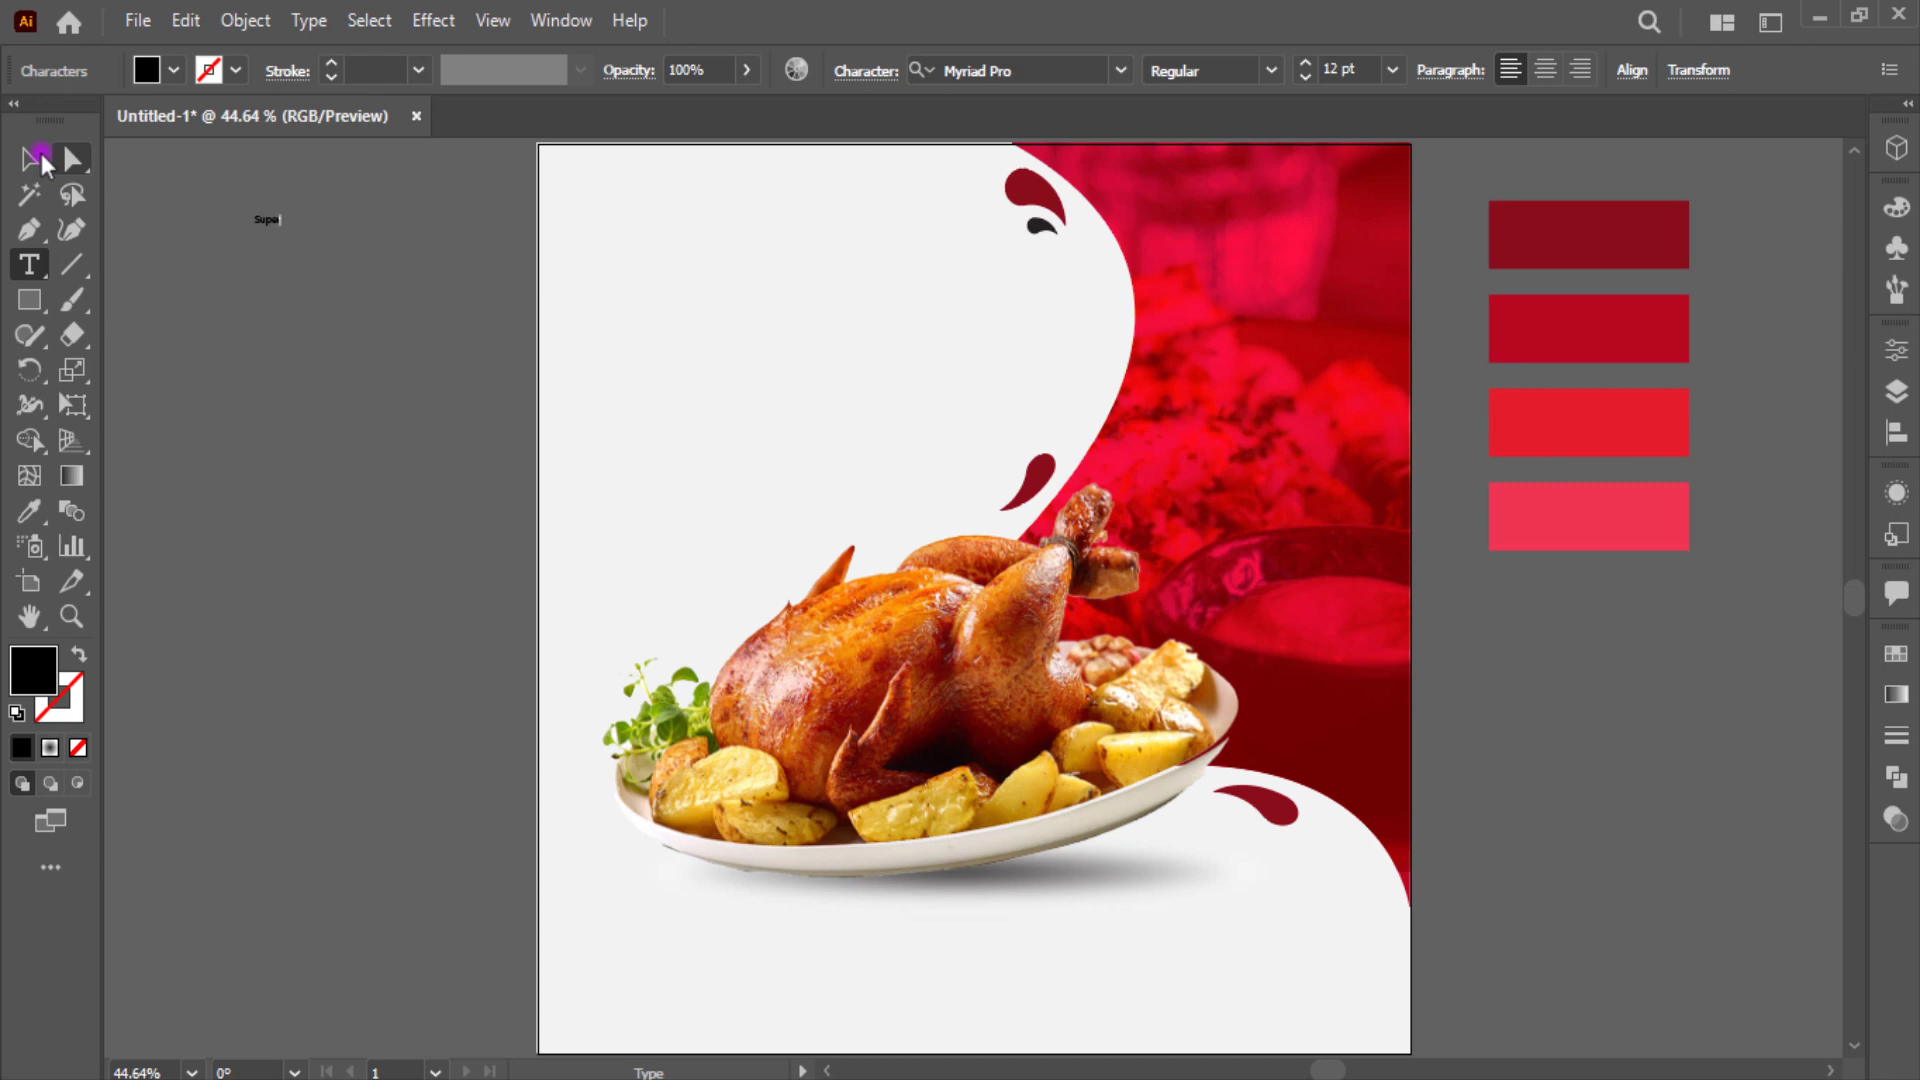 Ai File Edit Object Type Select Effect View Window Help
Characters Stroke: Opacity: 100% Character: Myriad Pro Regular 12 pt Paragraph: Align Transform
Untitled-1* @ 44.64 % (RGB/Preview)
Super
44.64% 0° 1 Type